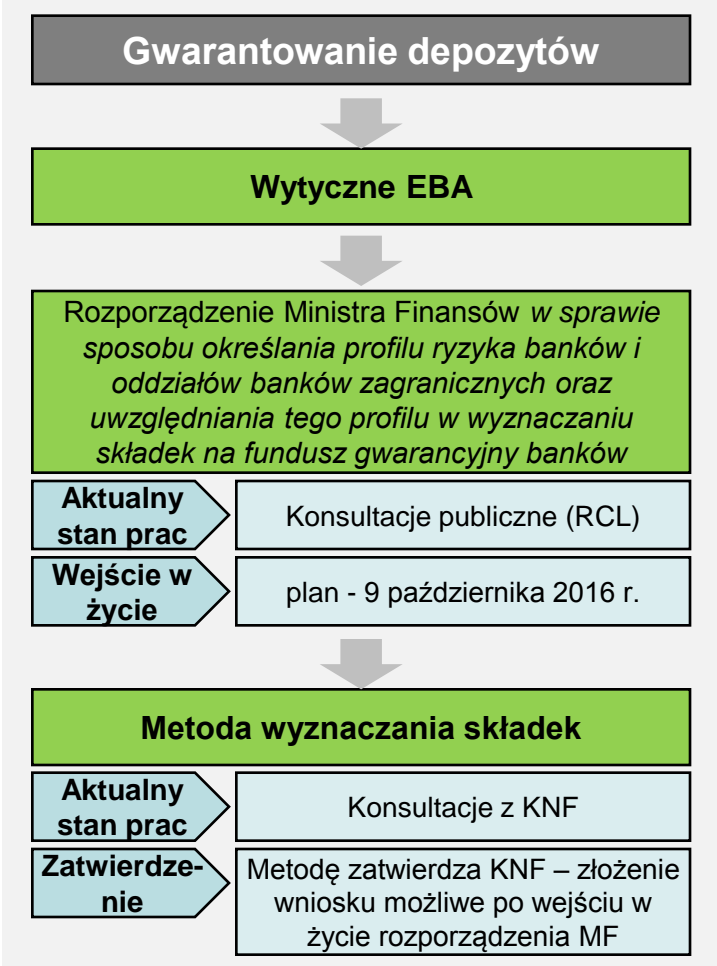 Gwarantowanie depozytów
Wytyczne EBA
Rozporządzenie Ministra Finansów w sprawie
sposobu określania profilu ryzyka banków i
oddziałów banków zagranicznych oraz
uwzględniania tego profilu w wyznaczaniu
składek na fundusz gwarancyjny banków
Aktualny
stan prac
Konsultacje publiczne (RCL)
Wejście w
życie
plan - 9 października 2016 r.
Metoda wyznaczania składek
Aktualny
stan prac
Konsultacje z KNF
Zatwierdze-
nie
Metodę zatwierdza KNF – złożenie
wniosku możliwe po wejściu w
życie rozporządzenia MF